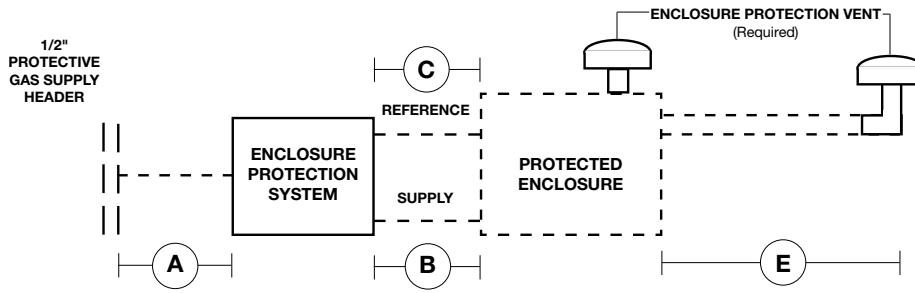 ENCLOSURE PROTECTION VENT
(Required)
1/2"
PROTECTIVE
GAS SUPPLY
HEADER
C
REFERENCE
ENCLOSURE
PROTECTION
SYSTEM
PROTECTED
ENCLOSURE
SUPPLY
A
B
E